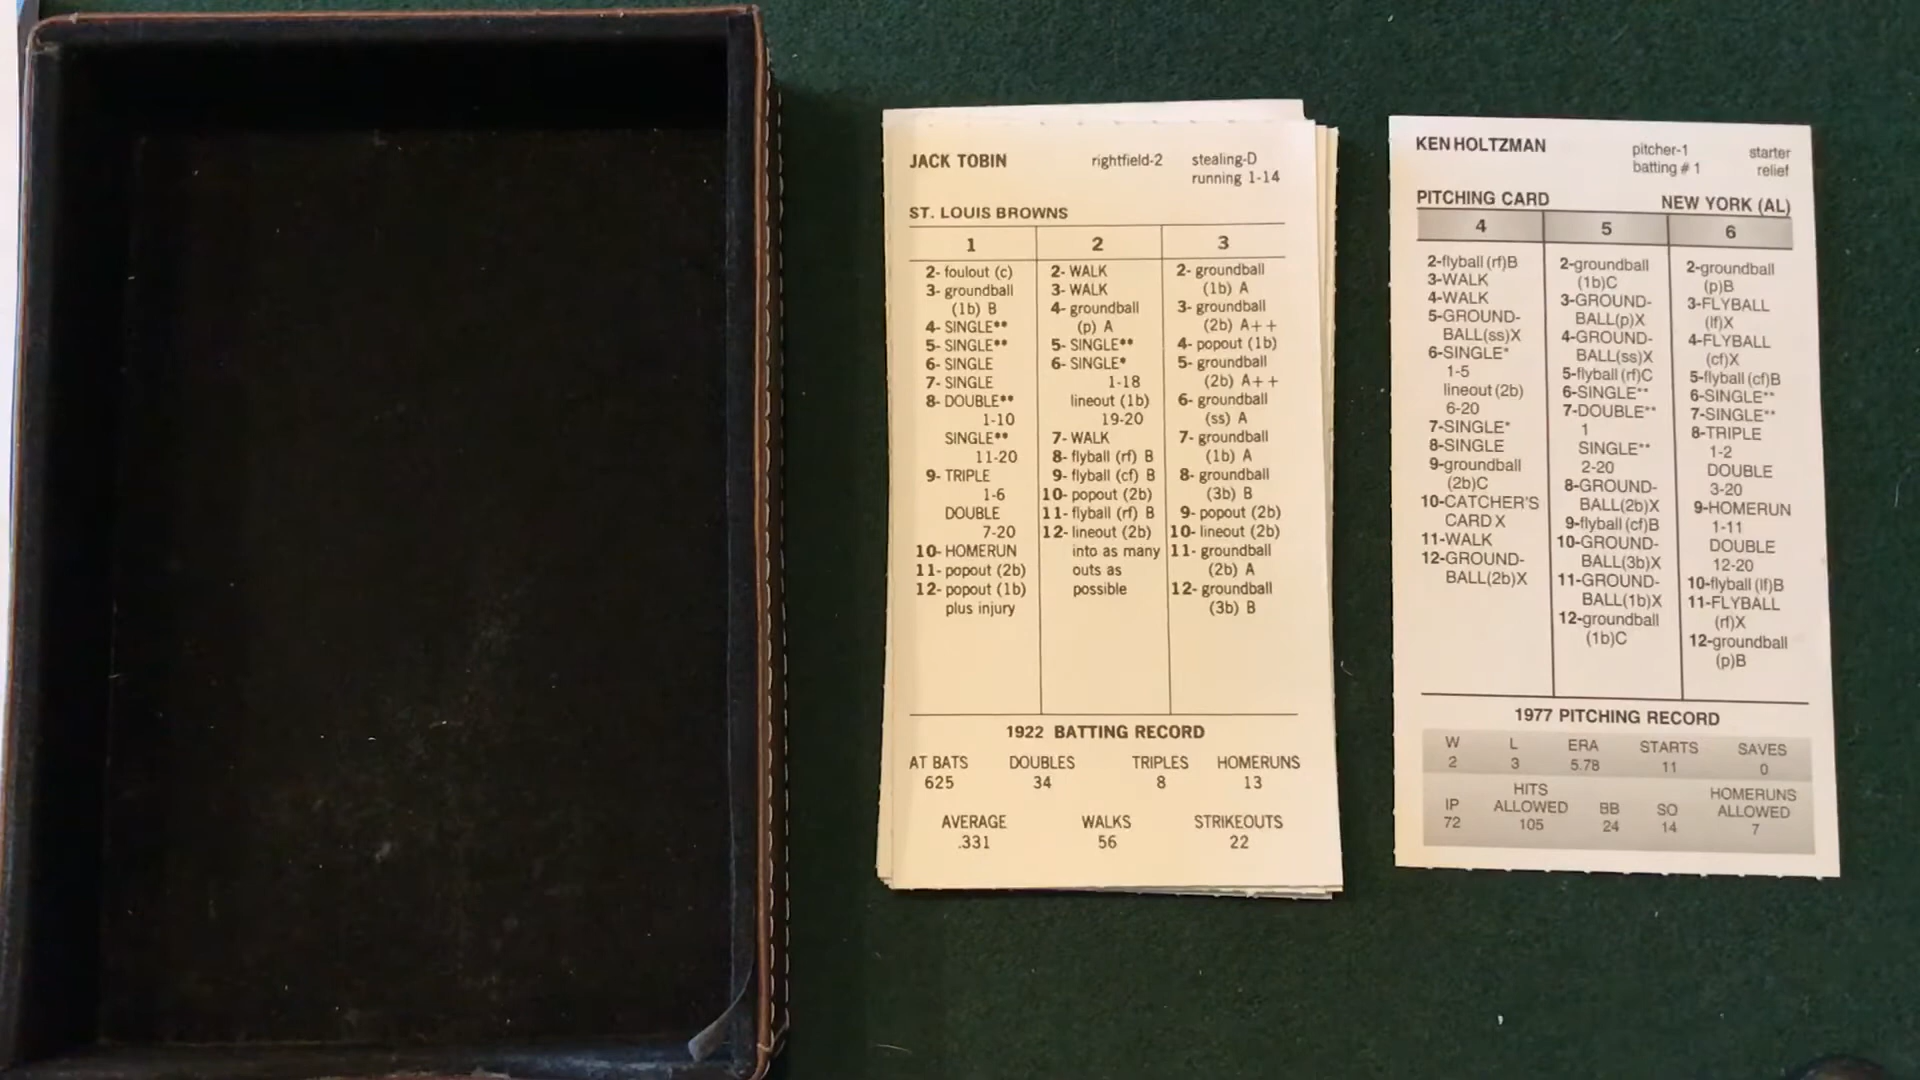 JACK TOBIN rightfield-2 stealing-D
running 1-14
ST. LOUIS BROWNS
1 2 3
2- foulout (c)
3- groundball
(1b) B
4- SINGLE**
5- SINGLE**
6- SINGLE
7- SINGLE
8- DOUBLE**
1-10
SINGLE**
11-20
9- TRIPLE
1-6
DOUBLE
7-20
10- HOMERUN
11- popout (2b)
12- popout (1b)
plus injury
2- WALK
3- WALK
4- groundball
(p) A
5- SINGLE**
6- SINGLE*
1-18
lineout (1b)
19-20
7- WALK
8- flyball (rf) B
9- flyball (cf) B
10- popout (2b)
11- flyball (rf) B
12- lineout (2b)
into as many
outs as
possible
2- groundball
(1b) A
3- groundball
(2b) A++
4- popout (1b)
5- groundball
(2b) A++
6- groundball
(ss) A
7- groundball
(1b) A
8- groundball
(3b) B
9- popout (2b)
10- lineout (2b)
11- groundball
(2b) A
12- groundball
(3b) B
1922 BATTING RECORD
AT BATS DOUBLES TRIPLES HOMERUNS
625 34 8 13
AVERAGE WALKS STRIKEOUTS
.331 56 22
KEN HOLTZMAN pitcher-1 starter
batting # 1 relief
PITCHING CARD NEW YORK (AL)
4 5 6
2-flyball (rf)B
3-WALK
4-WALK
5-GROUND-
BALL(ss)X
6-SINGLE*
1-5
lineout (2b)
6-20
7-SINGLE*
8-SINGLE
9-groundball
(2b)C
10-CATCHER'S
CARD X
11-WALK
12-GROUND-
BALL(2b)X
2-groundball
(1b)C
3-GROUND-
BALL(p)X
4-GROUND-
BALL(ss)X
5-flyball (rf)C
6-SINGLE**
7-DOUBLE**
1
SINGLE**
2-20
8-GROUND-
BALL(2b)X
9-flyball (cf)B
10-GROUND-
BALL(3b)X
11-GROUND-
BALL(1b)X
12-groundball
(1b)C
2-groundball
(p)B
3-FLYBALL
(lf)X
4-FLYBALL
(cf)X
5-flyball (cf)B
6-SINGLE**
7-SINGLE**
8-TRIPLE
1-2
DOUBLE
3-20
9-HOMERUN
1-11
DOUBLE
12-20
10-flyball (lf)B
11-FLYBALL
(rf)X
12-groundball
(p)B
1977 PITCHING RECORD
W L ERA STARTS SAVES
2 3 5.78 11 0
IP HITS ALLOWED BB SO HOMERUNS ALLOWED
72 105 24 14 7